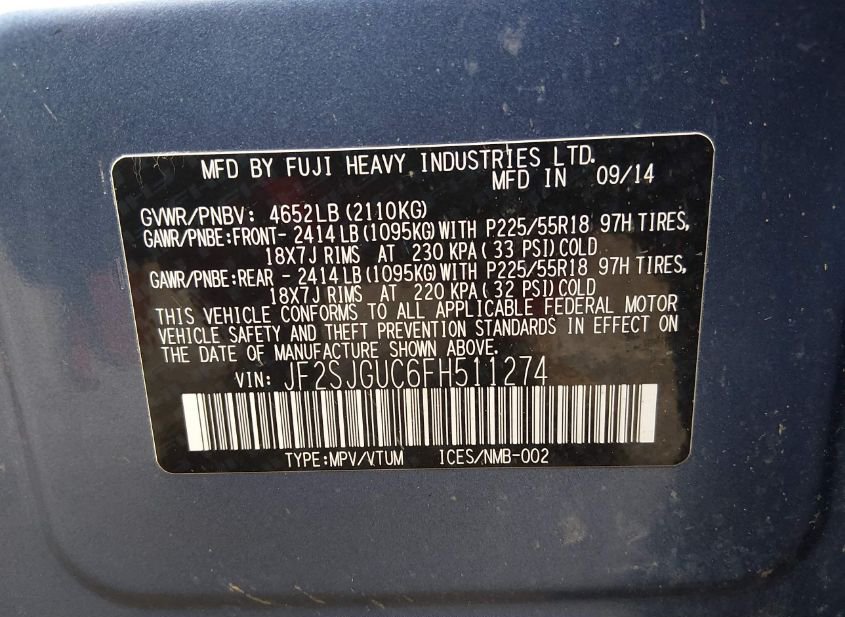 MFD BY FUJI HEAVY INDUSTRIES LTD.
MFD IN 09/14
GVWR/PNBV: 4652LB (2110KG)
GAWR/PNBE:FRONT- 2414LB (1095KG) WITH P225/55R18 97H TIRES,
18X7J RIMS AT 230 KPA ( 33 PSI) COLD
GAWR/PNBE:REAR - 2414LB (1095KG) WITH P225/55R18 97H TIRES,
18X7J RIMS AT 220 KPA ( 32 PSI) COLD
THIS VEHICLE CONFORMS TO ALL APPLICABLE FEDERAL MOTOR
VEHICLE SAFETY AND THEFT PREVENTION STANDARDS IN EFFECT ON
THE DATE OF MANUFACTURE SHOWN ABOVE.
VIN: JF2SJGUC6FH511274
TYPE:MPV/VTUM ICES/NMB-002